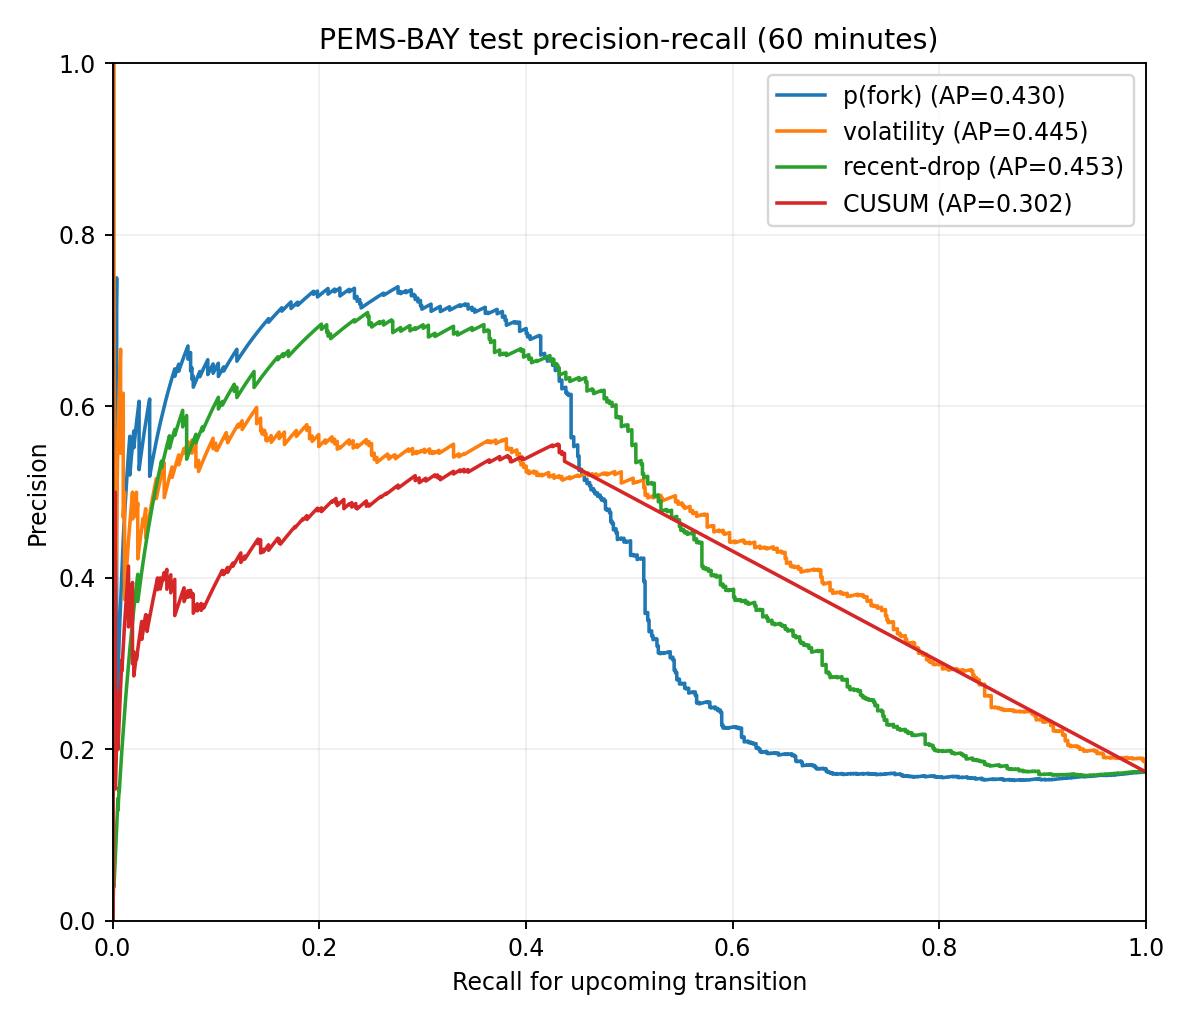 PEMS-BAY test precision-recall (60 minutes)
p(fork) (AP=0.430)
volatility (AP=0.445)
recent-drop (AP=0.453)
CUSUM (AP=0.302)
Precision
1.0
0.8
0.6
0.4
0.2
0.0
0.0 0.2 0.4 0.6 0.8 1.0
Recall for upcoming transition